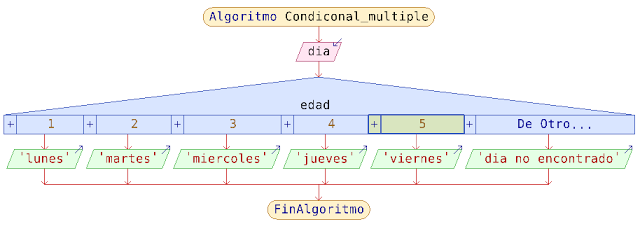 Algoritmo Condiconal_multiple
dia
edad
+ 1 + 2 + 3 + 4 + 5 + De Otro...
'lunes' 'martes' 'miercoles' 'jueves' 'viernes' 'dia no encontrado'
FinAlgoritmo